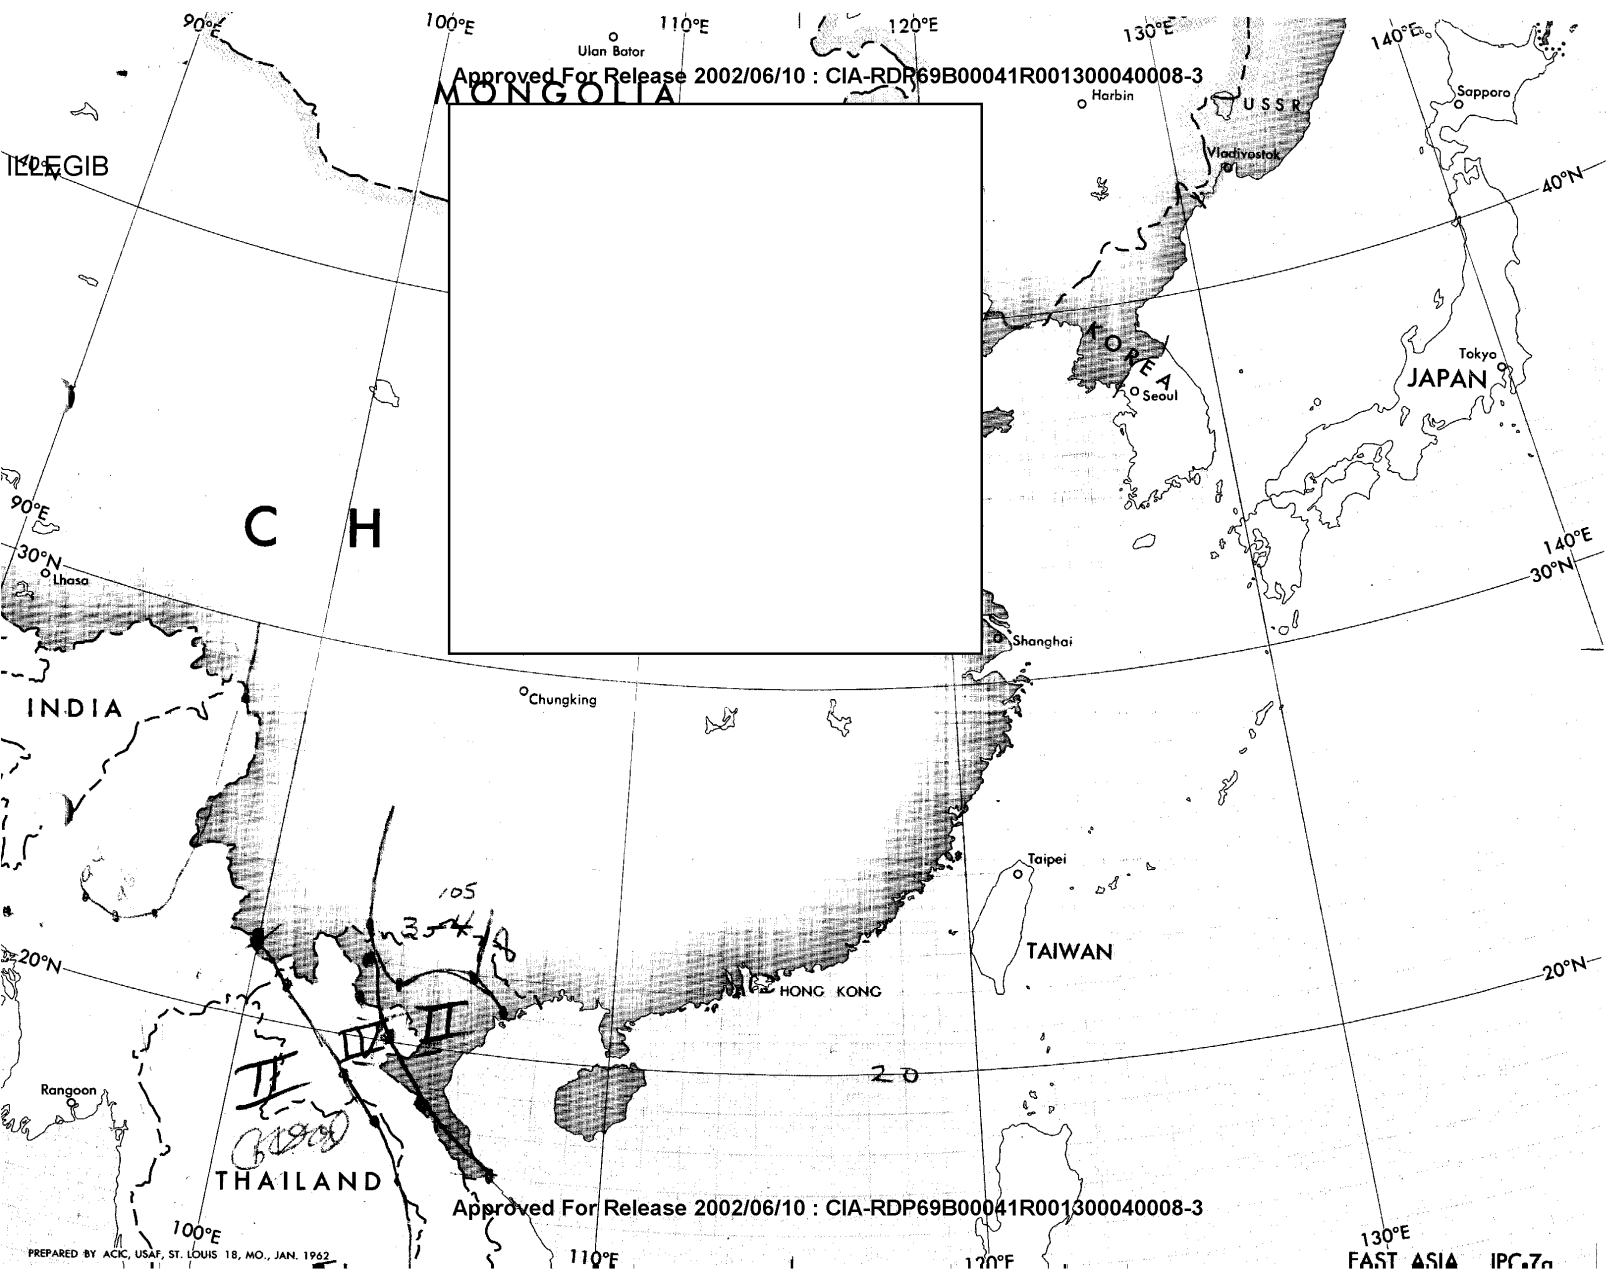 90°E
100°E
110°E
120°E
130°E
140°E
Ulan Bator
Approved For Release 2002/06/10 : CIA-RDP69B00041R001300040008-3
MONGOLIA
Harbin
USSR
Sapporo
Vladivostok
ILLEGIB
40°N
KOREA
Seoul
Tokyo
JAPAN
90°E
C H
30°N
Lhasa
140°E
30°N
Shanghai
INDIA
Chungking
Taipei
105
20°N
TAIWAN
20°N
HONG KONG
II
20
Rangoon
THAILAND
Approved For Release 2002/06/10 : CIA-RDP69B00041R001300040008-3
100°E
110°E
120°E
130°E
PREPARED BY ACIC, USAF, ST. LOUIS 18, MO., JAN. 1962
EAST ASIA JPC-7a